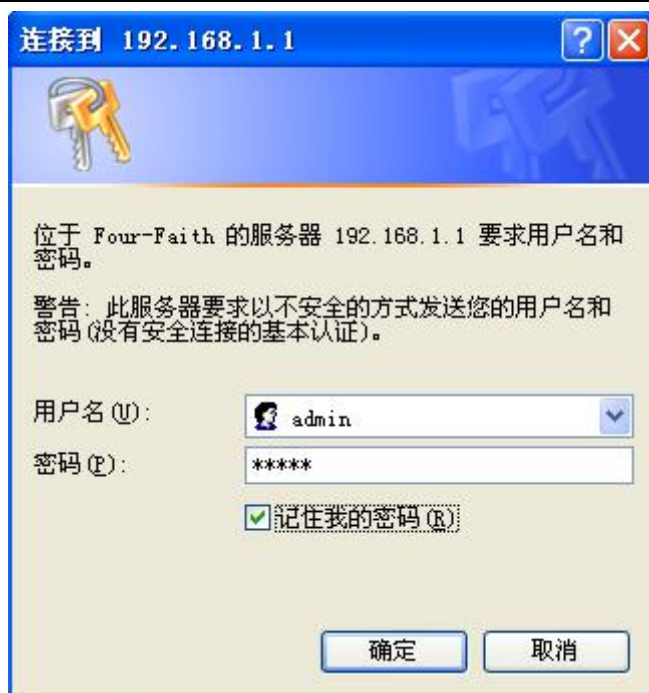 连接到 192.168.1.1
位于 Four-Faith 的服务器 192.168.1.1 要求用户名和
密码。
警告: 此服务器要求以不安全的方式发送您的用户名和
密码(没有安全连接的基本认证)。
用户名(U):
admin
密码(P):
*****
记住我的密码(R)
确定
取消